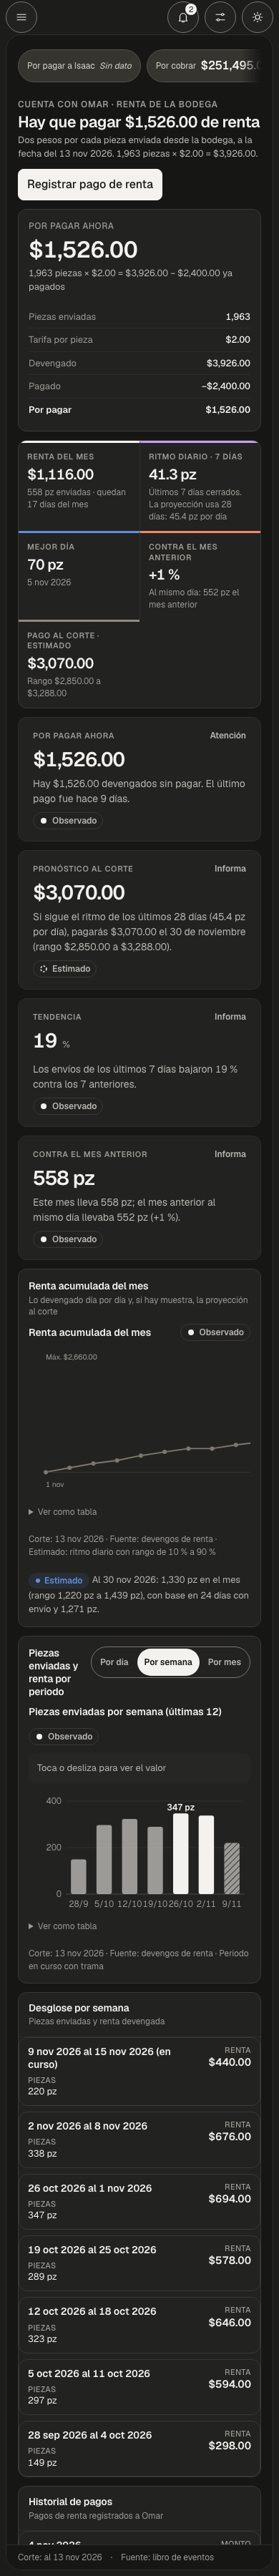 2
Por pagar a Isaac Sin dato
Por cobrar $251,495.
CUENTA CON OMAR · RENTA DE LA BODEGA
Hay que pagar $1,526.00 de renta
Dos pesos por cada pieza enviada desde la bodega, a la
fecha del 13 nov 2026. 1,963 piezas × $2.00 = $3,926.00.
Registrar pago de renta
POR PAGAR AHORA
$1,526.00
1,963 piezas × $2.00 = $3,926.00 − $2,400.00 ya
pagados
Piezas enviadas 1,963
Tarifa por pieza $2.00
Devengado $3,926.00
Pagado −$2,400.00
Por pagar $1,526.00
RENTA DEL MES
$1,116.00
558 pz enviadas · quedan
17 días del mes
RITMO DIARIO · 7 DÍAS
41.3 pz
Últimos 7 días cerrados.
La proyección usa 28
días: 45.4 pz por día
MEJOR DÍA
70 pz
5 nov 2026
CONTRA EL MES
ANTERIOR
+1 %
Al mismo día: 552 pz el
mes anterior
PAGO AL CORTE ·
ESTIMADO
$3,070.00
Rango $2,850.00 a
$3,288.00
POR PAGAR AHORA Atención
$1,526.00
Hay $1,526.00 devengados sin pagar. El último
pago fue hace 9 días.
Observado
PRONÓSTICO AL CORTE Informa
$3,070.00
Si sigue el ritmo de los últimos 28 días (45.4 pz
por día), pagarás $3,070.00 el 30 de noviembre
(rango $2,850.00 a $3,288.00).
Estimado
TENDENCIA Informa
19 %
Los envíos de los últimos 7 días bajaron 19 %
contra los 7 anteriores.
Observado
CONTRA EL MES ANTERIOR Informa
558 pz
Este mes lleva 558 pz; el mes anterior al
mismo día llevaba 552 pz (+1 %).
Observado
Renta acumulada del mes
Lo devengado día por día y, si hay muestra, la proyección
al corte
Renta acumulada del mes Observado
Máx. $2,660.00
1 nov
Ver como tabla
Corte: 13 nov 2026 · Fuente: devengos de renta ·
Estimado: ritmo diario con rango de 10 % a 90 %
Estimado Al 30 nov 2026: 1,330 pz en el mes
(rango 1,220 pz a 1,439 pz), con base en 24 días con
envío y 1,271 pz.
Piezas
enviadas y
renta por
periodo
Por día Por semana Por mes
Piezas enviadas por semana (últimas 12)
Observado
Toca o desliza para ver el valor
347 pz
400
200
0
28/9 5/10 12/10 19/10 26/10 2/11 9/11
Ver como tabla
Corte: 13 nov 2026 · Fuente: devengos de renta · Periodo
en curso con trama
Desglose por semana
Piezas enviadas y renta devengada
9 nov 2026 al 15 nov 2026 (en
curso)
PIEZAS
220 pz
RENTA
$440.00
2 nov 2026 al 8 nov 2026
PIEZAS
338 pz
RENTA
$676.00
26 oct 2026 al 1 nov 2026
PIEZAS
347 pz
RENTA
$694.00
19 oct 2026 al 25 oct 2026
PIEZAS
289 pz
RENTA
$578.00
12 oct 2026 al 18 oct 2026
PIEZAS
323 pz
RENTA
$646.00
5 oct 2026 al 11 oct 2026
PIEZAS
297 pz
RENTA
$594.00
28 sep 2026 al 4 oct 2026
PIEZAS
149 pz
RENTA
$298.00
Historial de pagos
Pagos de renta registrados a Omar
4 nov 2026 MONTO
Corte: al 13 nov 2026 · Fuente: libro de eventos